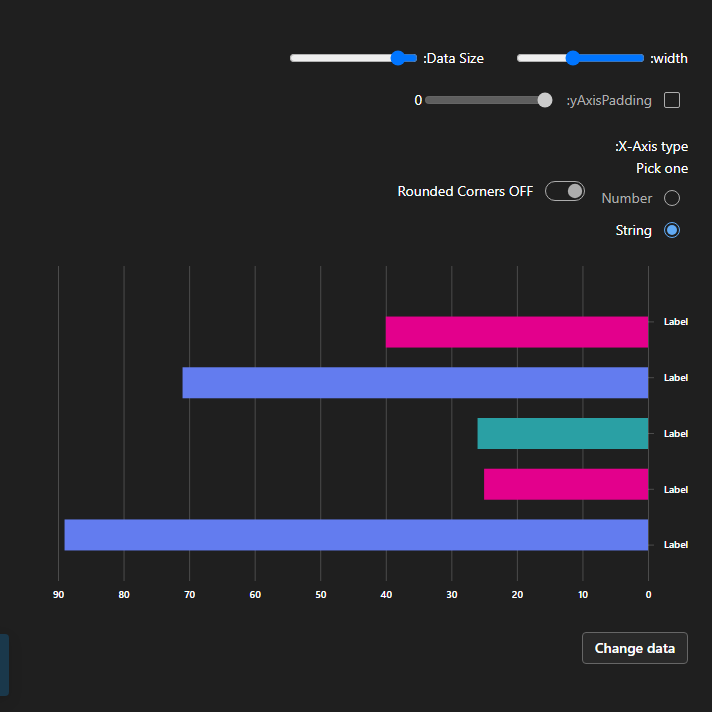 :width
:Data Size
:yAxisPadding
0
:X-Axis type
Pick one
Number
Rounded Corners OFF
String
Label
Label
Label
Label
Label
90 80 70 60 50 40 30 20 10 0
Change data